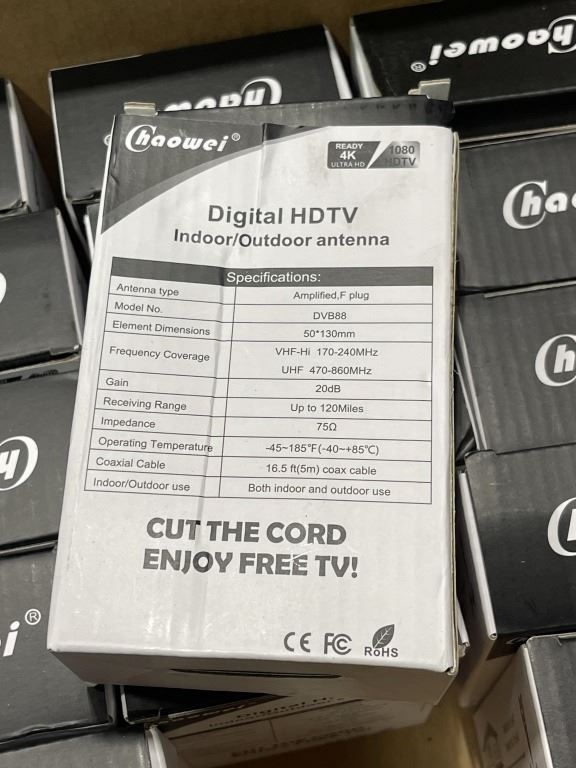 Chaowei®
READY 4K ULTRA HD
1080 HDTV
Digital HDTV
Indoor/Outdoor antenna
Specifications:
Antenna type Amplified,F plug
Model No. DVB88
Element Dimensions 50*130mm
Frequency Coverage VHF-Hi 170-240MHz
UHF 470-860MHz
Gain 20dB
Receiving Range Up to 120Miles
Impedance 75Ω
Operating Temperature -45~185°F(-40~+85℃)
Coaxial Cable 16.5 ft(5m) coax cable
Indoor/Outdoor use Both indoor and outdoor use
CUT THE CORD
ENJOY FREE TV!
CE FC RoHS
Chaowei®